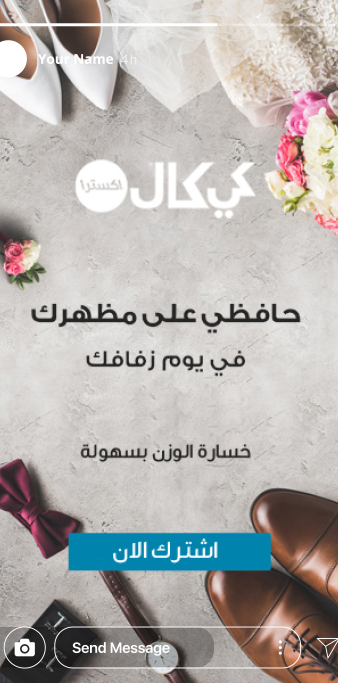 Your Name 4h
كي كال اكسترا
حافظي على مظهرك
في يوم زفافك
خسارة الوزن بسهولة
اشترك الان
Send Message